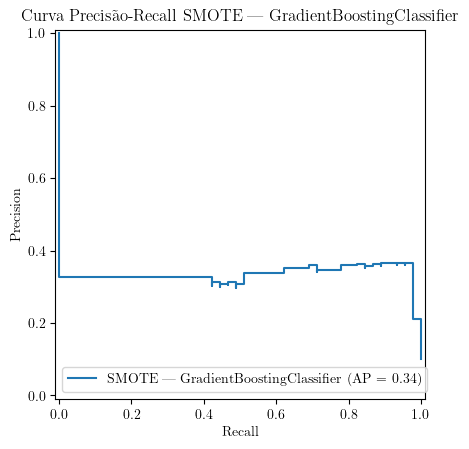 Curva Precisão-Recall SMOTE — GradientBoostingClassifier
1.0
0.8
0.6
0.4
0.2
0.0
Precision
SMOTE — GradientBoostingClassifier (AP = 0.34)
0.0 0.2 0.4 0.6 0.8 1.0
Recall